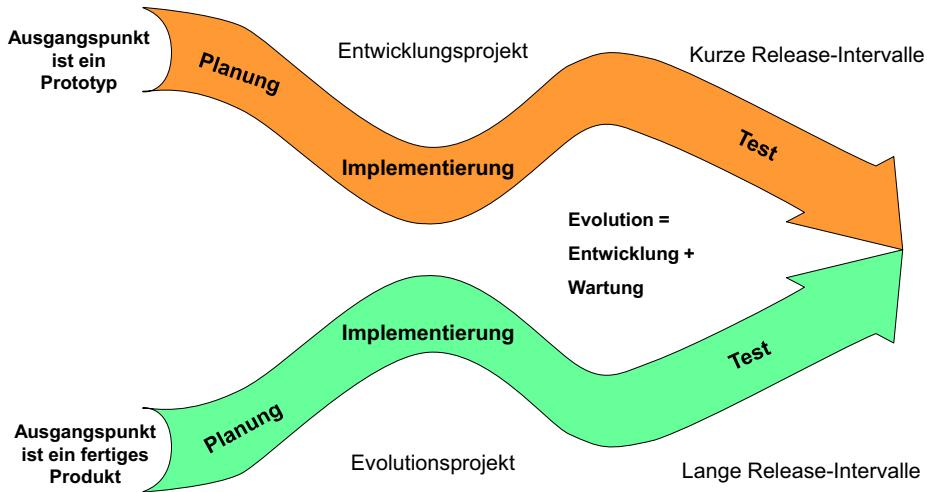 Ausgangspunkt
ist ein
Prototyp
Planung
Entwicklungsprojekt
Kurze Release-Intervalle
Implementierung
Test
Evolution =
Entwicklung +
Wartung
Implementierung
Test
Planung
Ausgangspunkt
ist ein fertiges
Produkt
Evolutionsprojekt
Lange Release-Intervalle